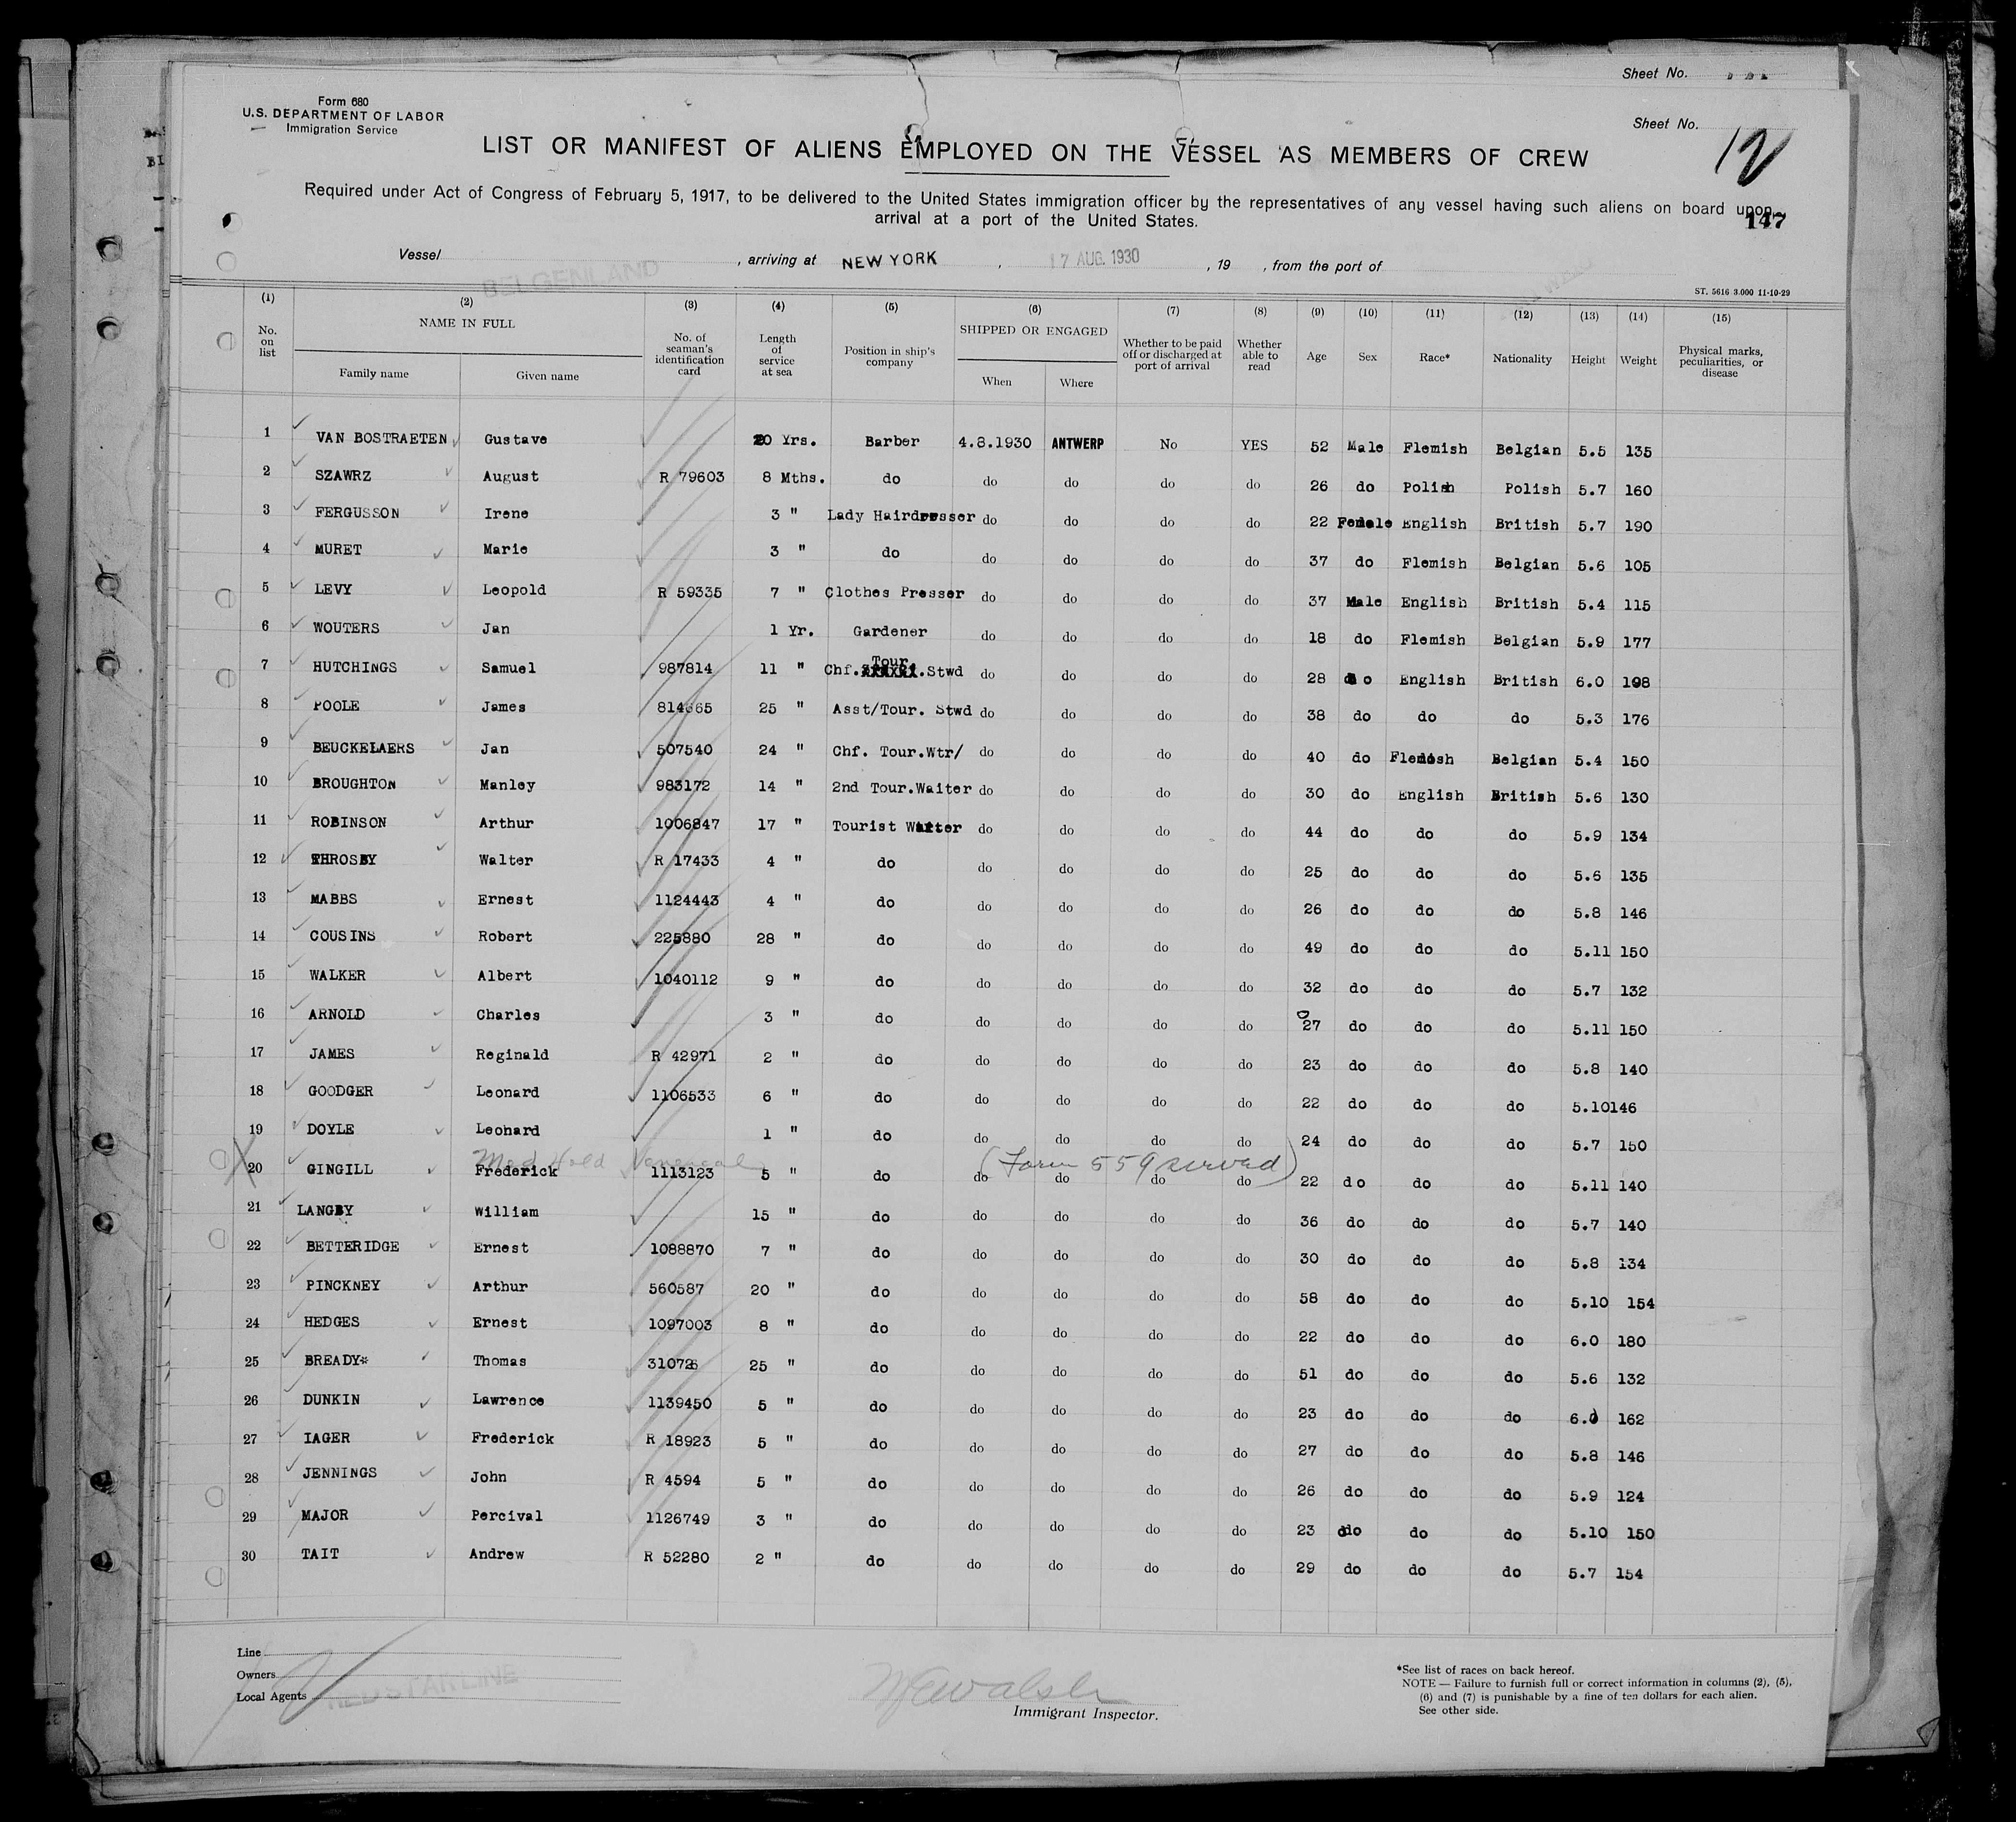 Sheet No.
Form 680
U.S. DEPARTMENT OF LABOR
Immigration Service
Sheet No.
12
LIST OR MANIFEST OF ALIENS EMPLOYED ON THE VESSEL AS MEMBERS OF CREW
Required under Act of Congress of February 5, 1917, to be delivered to the United States immigration officer by the representatives of any vessel having such aliens on board upon
arrival at a port of the United States.
147
Vessel BELGENLAND , arriving at NEW YORK , 17 AUG. 1930 , 19 , from the port of
ST. 5616 3.000 11-10-29
(1) (2) (3) (4) (5) (6) (7) (8) (9) (10) (11) (12) (13) (14) (15)
No. on list NAME IN FULL Family name Given name No. of seaman's identification card Length of service at sea Position in ship's company SHIPPED OR ENGAGED When Where Whether to be paid off or discharged at port of arrival Whether able to read Age Sex Race* Nationality Height Weight Physical marks, peculiarities, or disease
1 VAN BOSTRAETEN Gustave 20 Yrs. Barber 4.8.1930 ANTWERP No YES 52 Male Flemish Belgian 5.5 135
2 SZAWRZ August R 79603 8 Mths. do do do do do 26 do Polish Polish 5.7 160
3 FERGUSSON Irene 3 " Lady Hairdresser do do do do 22 Female English British 5.7 190
4 MURET Marie 3 " do do do do do 37 do Flemish Belgian 5.6 105
5 LEVY Leopold R 59335 7 " Clothes Presser do do do do 37 Male English British 5.4 115
6 WOUTERS Jan 1 Yr. Gardener do do do do 18 do Flemish Belgian 5.9 177
7 HUTCHINGS Samuel 987814 11 " Chf. Tour .Stwd do do do do 28 do English British 6.0 198
8 POOLE James 814665 25 " Asst/Tour. Stwd do do do do 38 do do do 5.3 176
9 BEUCKELAERS Jan 507540 24 " Chf. Tour.Wtr/ do do do do 40 do Flemish Belgian 5.4 150
10 BROUGHTON Manley 983172 14 " 2nd Tour.Waiter do do do do 30 do English British 5.6 130
11 ROBINSON Arthur 1006847 17 " Tourist Waiter do do do do 44 do do do 5.9 134
12 THROSBY Walter R 17433 4 " do do do do do 25 do do do 5.6 135
13 MABBS Ernest 1124443 4 " do do do do do 26 do do do 5.8 146
14 COUSINS Robert 225880 28 " do do do do do 49 do do do 5.11 150
15 WALKER Albert 1040112 9 " do do do do do 32 do do do 5.7 132
16 ARNOLD Charles 3 " do do do do do 27 do do do 5.11 150
17 JAMES Reginald R 42971 2 " do do do do do 23 do do do 5.8 140
18 GOODGER Leonard 1106533 6 " do do do do do 22 do do do 5.10 146
19 DOYLE Leonard 1 " do do do do do 24 do do do 5.7 150
Med Hold (Form 559 served)
20 GINGILL Frederick 1113123 5 " do do do do do 22 do do do 5.11 140
21 LANGBY William 15 " do do do do do 36 do do do 5.7 140
22 BETTERIDGE Ernest 1088870 7 " do do do do do 30 do do do 5.8 134
23 PINCKNEY Arthur 560587 20 " do do do do do 58 do do do 5.10 154
24 HEDGES Ernest 1097003 8 " do do do do do 22 do do do 6.0 180
25 BREADY* Thomas 31072 25 " do do do do do 51 do do do 5.6 132
26 DUNKIN Lawrence 1139450 5 " do do do do do 23 do do do 6.0 162
27 IAGER Frederick R 18923 5 " do do do do do 27 do do do 5.8 146
28 JENNINGS John R 4594 5 " do do do do do 26 do do do 5.9 124
29 MAJOR Percival 1126749 3 " do do do do do 23 do do do 5.10 150
30 TAIT Andrew R 52280 2 " do do do do do 29 do do do 5.7 154
Line
Owners
Local Agents RED STAR LINE
Immigrant Inspector.
*See list of races on back hereof.
NOTE — Failure to furnish full or correct information in columns (2), (5),
(6) and (7) is punishable by a fine of ten dollars for each alien.
See other side.